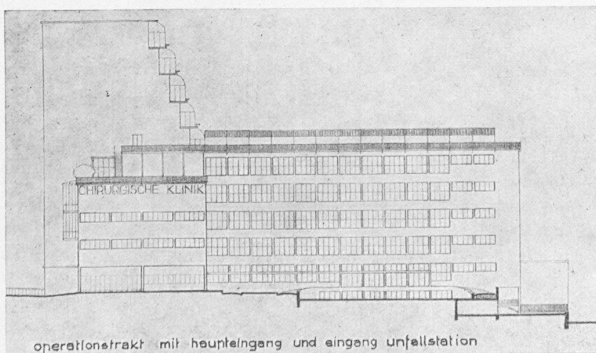 CHIRURGISCHE KLINIK
operationstrakt mit haupteingang und eingang unfallstation